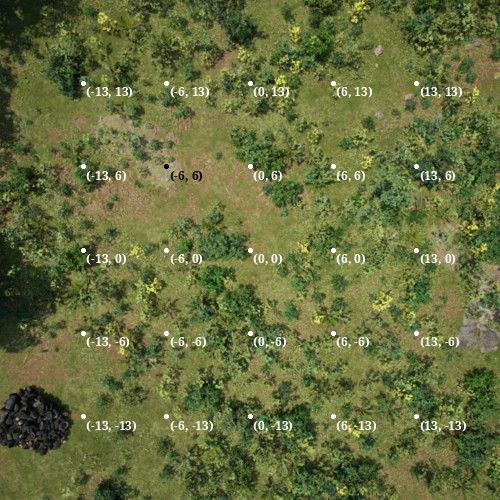 (-13, 13) (-6, 13) (0, 13) (6, 13) (13, 13)
(-13, 6) (-6, 6) (0, 6) (6, 6) (13, 6)
(-13, 0) (-6, 0) (0, 0) (6, 0) (13, 0)
(-13, -6) (-6, -6) (0, -6) (6, -6) (13, -6)
(-13, -13) (-6, -13) (0, -13) (6, -13) (13, -13)